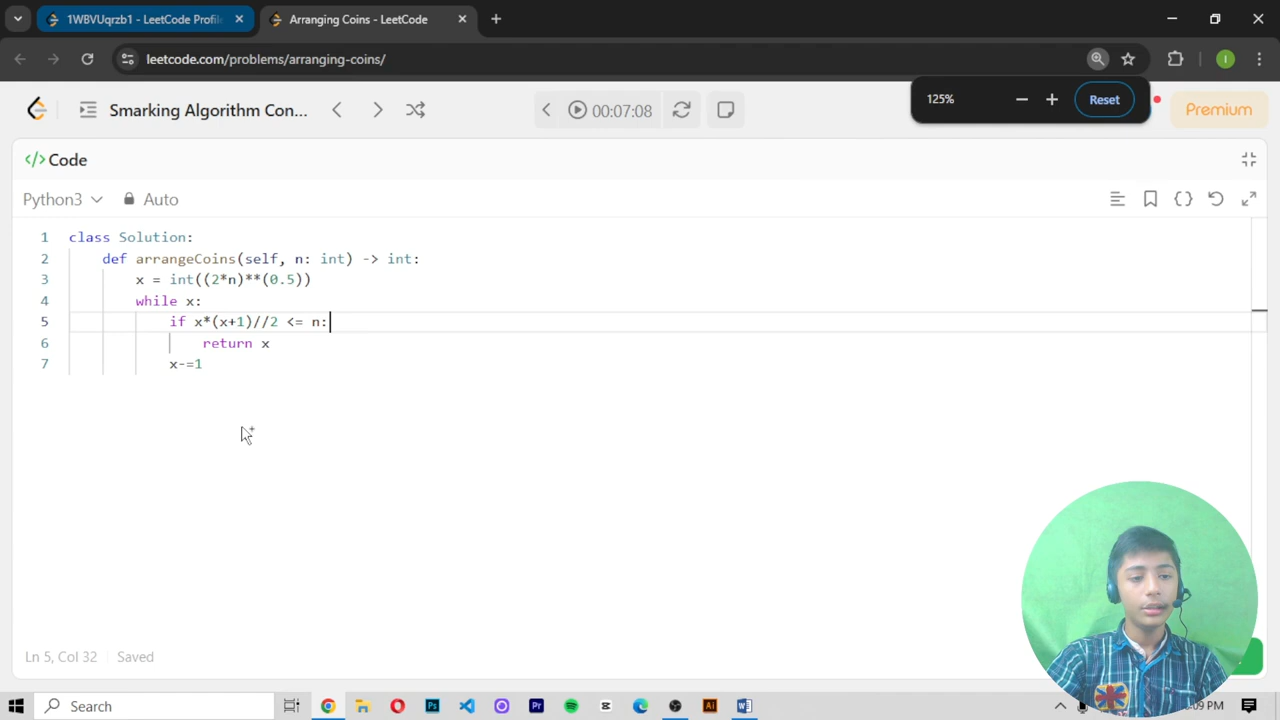 1WBVUqrzb1 - LeetCode Profil
Arranging Coins - LeetCode
leetcode.com/problems/arranging-coins/
Smarking Algorithm Con...
00:07:08
125%
Reset
Premium
</> Code
Python3
Auto
1 class Solution:
2 def arrangeCoins(self, n: int) -> int:
3 x = int((2*n)**(0.5))
4 while x:
5 if x*(x+1)//2 <= n:
6 return x
7 x-=1
Ln 5, Col 32 Saved
Search
:09 PM